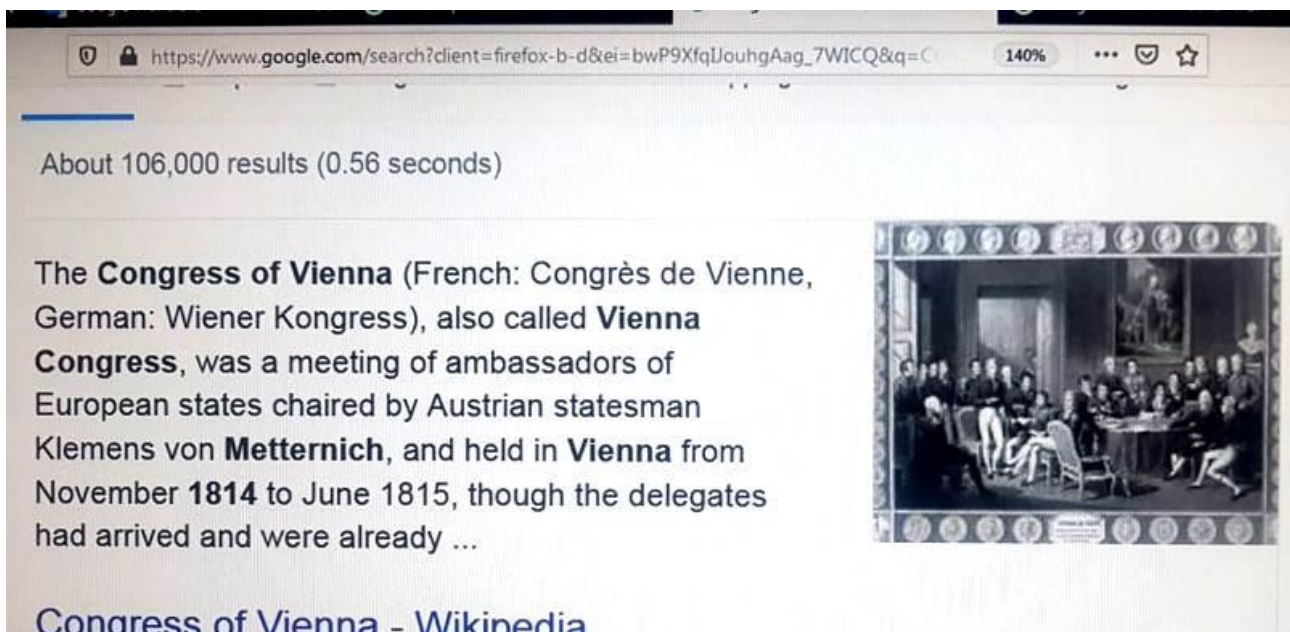 https://www.google.com/search?client=firefox-b-d&ei=bwP9XfqIJouhgAag_7WICQ&q=C
140%
About 106,000 results (0.56 seconds)
The Congress of Vienna (French: Congrès de Vienne,
German: Wiener Kongress), also called Vienna
Congress, was a meeting of ambassadors of
European states chaired by Austrian statesman
Klemens von Metternich, and held in Vienna from
November 1814 to June 1815, though the delegates
had arrived and were already ...
Congress of Vienna - Wikipedia